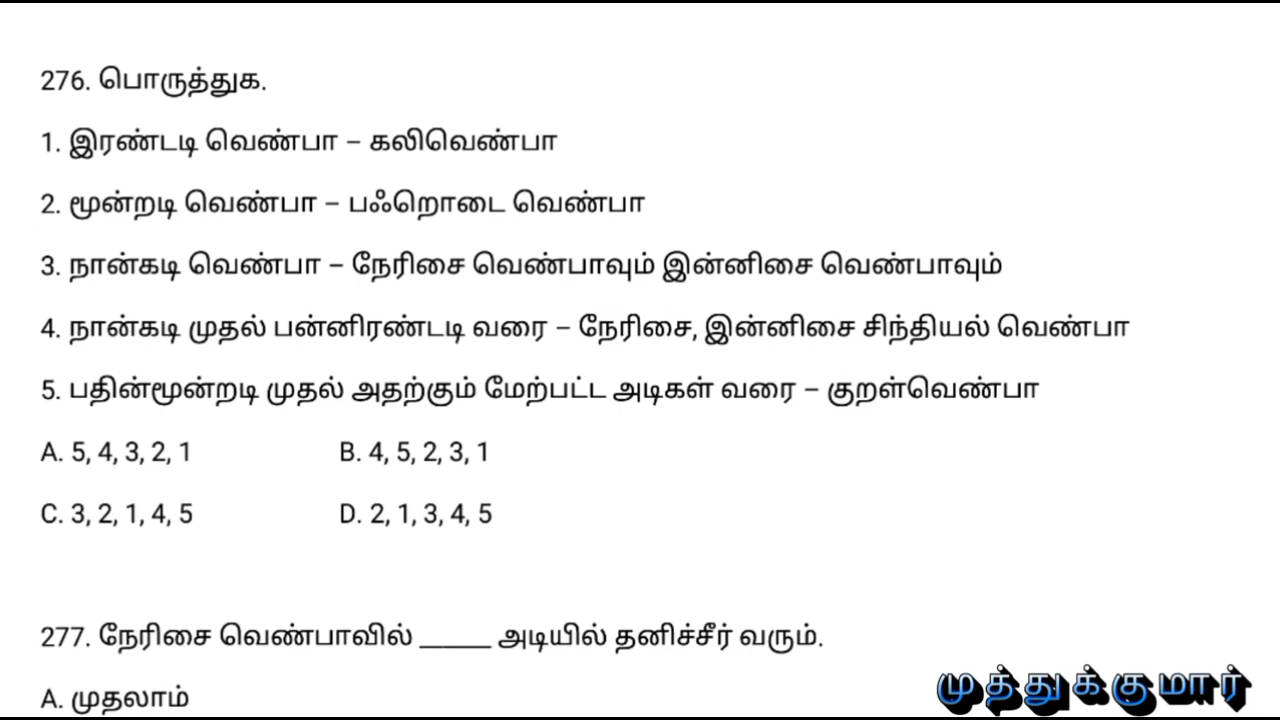 276. பொருத்துக.
1. இரண்டடி வெண்பா – கலிவெண்பா
2. மூன்றடி வெண்பா – பஃறொடை வெண்பா
3. நான்கடி வெண்பா – நேரிசை வெண்பாவும் இன்னிசை வெண்பாவும்
4. நான்கடி முதல் பன்னிரண்டடி வரை – நேரிசை, இன்னிசை சிந்தியல் வெண்பா
5. பதின்மூன்றடி முதல் அதற்கும் மேற்பட்ட அடிகள் வரை – குறள்வெண்பா
A. 5, 4, 3, 2, 1 B. 4, 5, 2, 3, 1
C. 3, 2, 1, 4, 5 D. 2, 1, 3, 4, 5
277. நேரிசை வெண்பாவில் _____ அடியில் தனிச்சீர் வரும்.
A. முதலாம்
முத்துக்குமார்